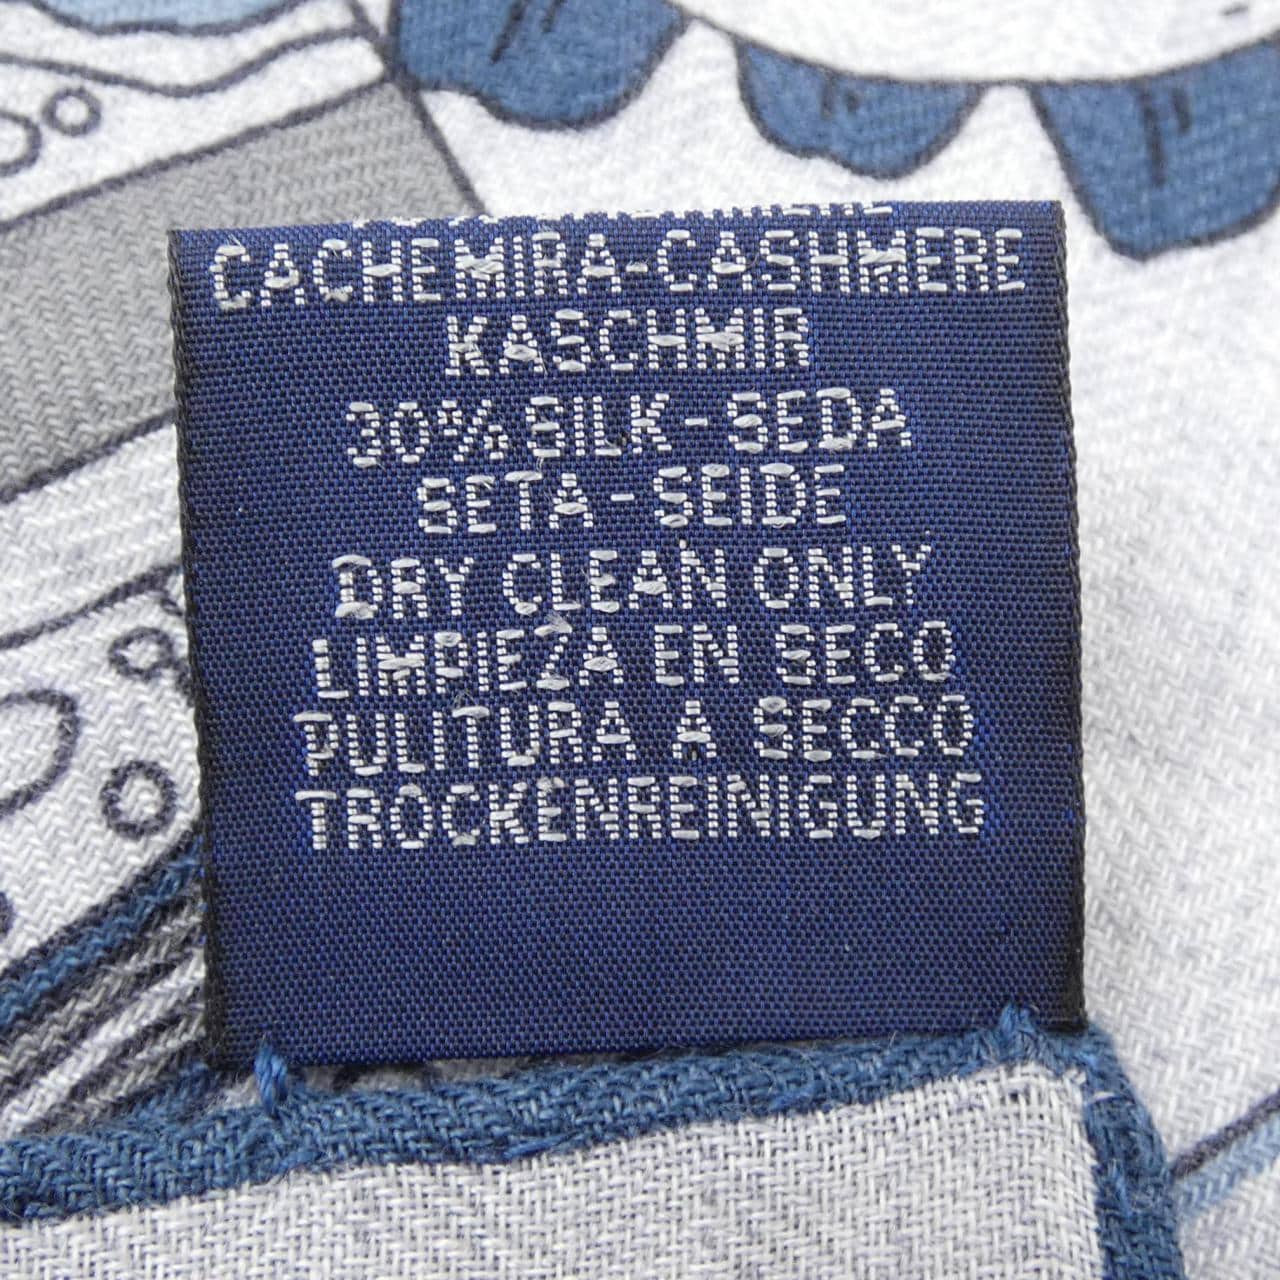 CACHEMIRA-CASHMERE
KASCHMIR
30% SILK-SEDA
SETA-SEIDE
DRY CLEAN ONLY
LIMPIEZA EN SECO
PULITURA A SECCO
TROCKENREINIGUNG